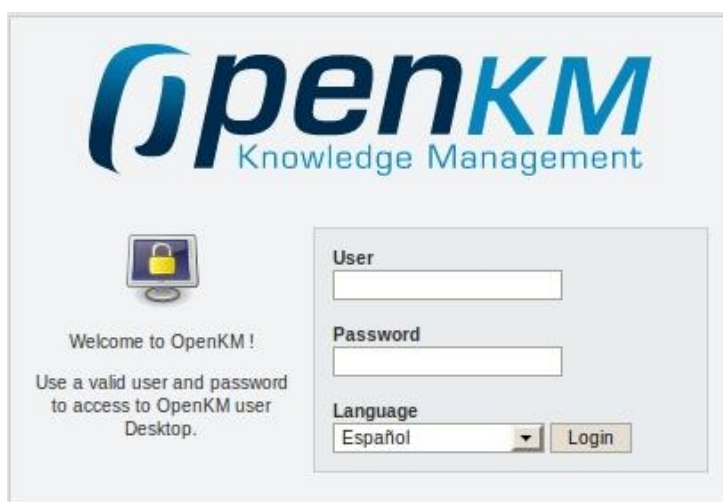 OpenKM
Knowledge Management
Welcome to OpenKM !
Use a valid user and password
to access to OpenKM user
Desktop.
User
Password
Language
Español
Login